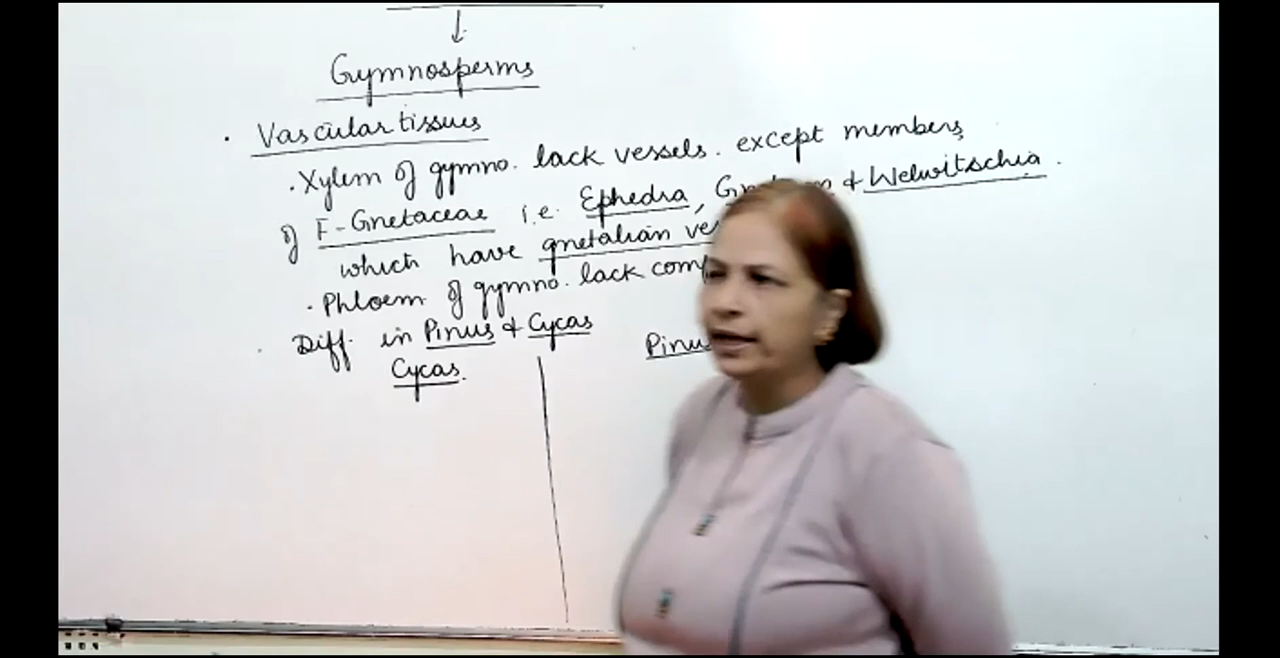 Gymnosperms
. Vascular tissues
. Xylem of gymno. lack vessels. except members
of F-Gnetaceae i.e. Ephedra, & Welwitschia.
which have gnetalian
. Phloem of gymno. lack
. Diff. in Pinus & Cycas
Cycas. Pinus